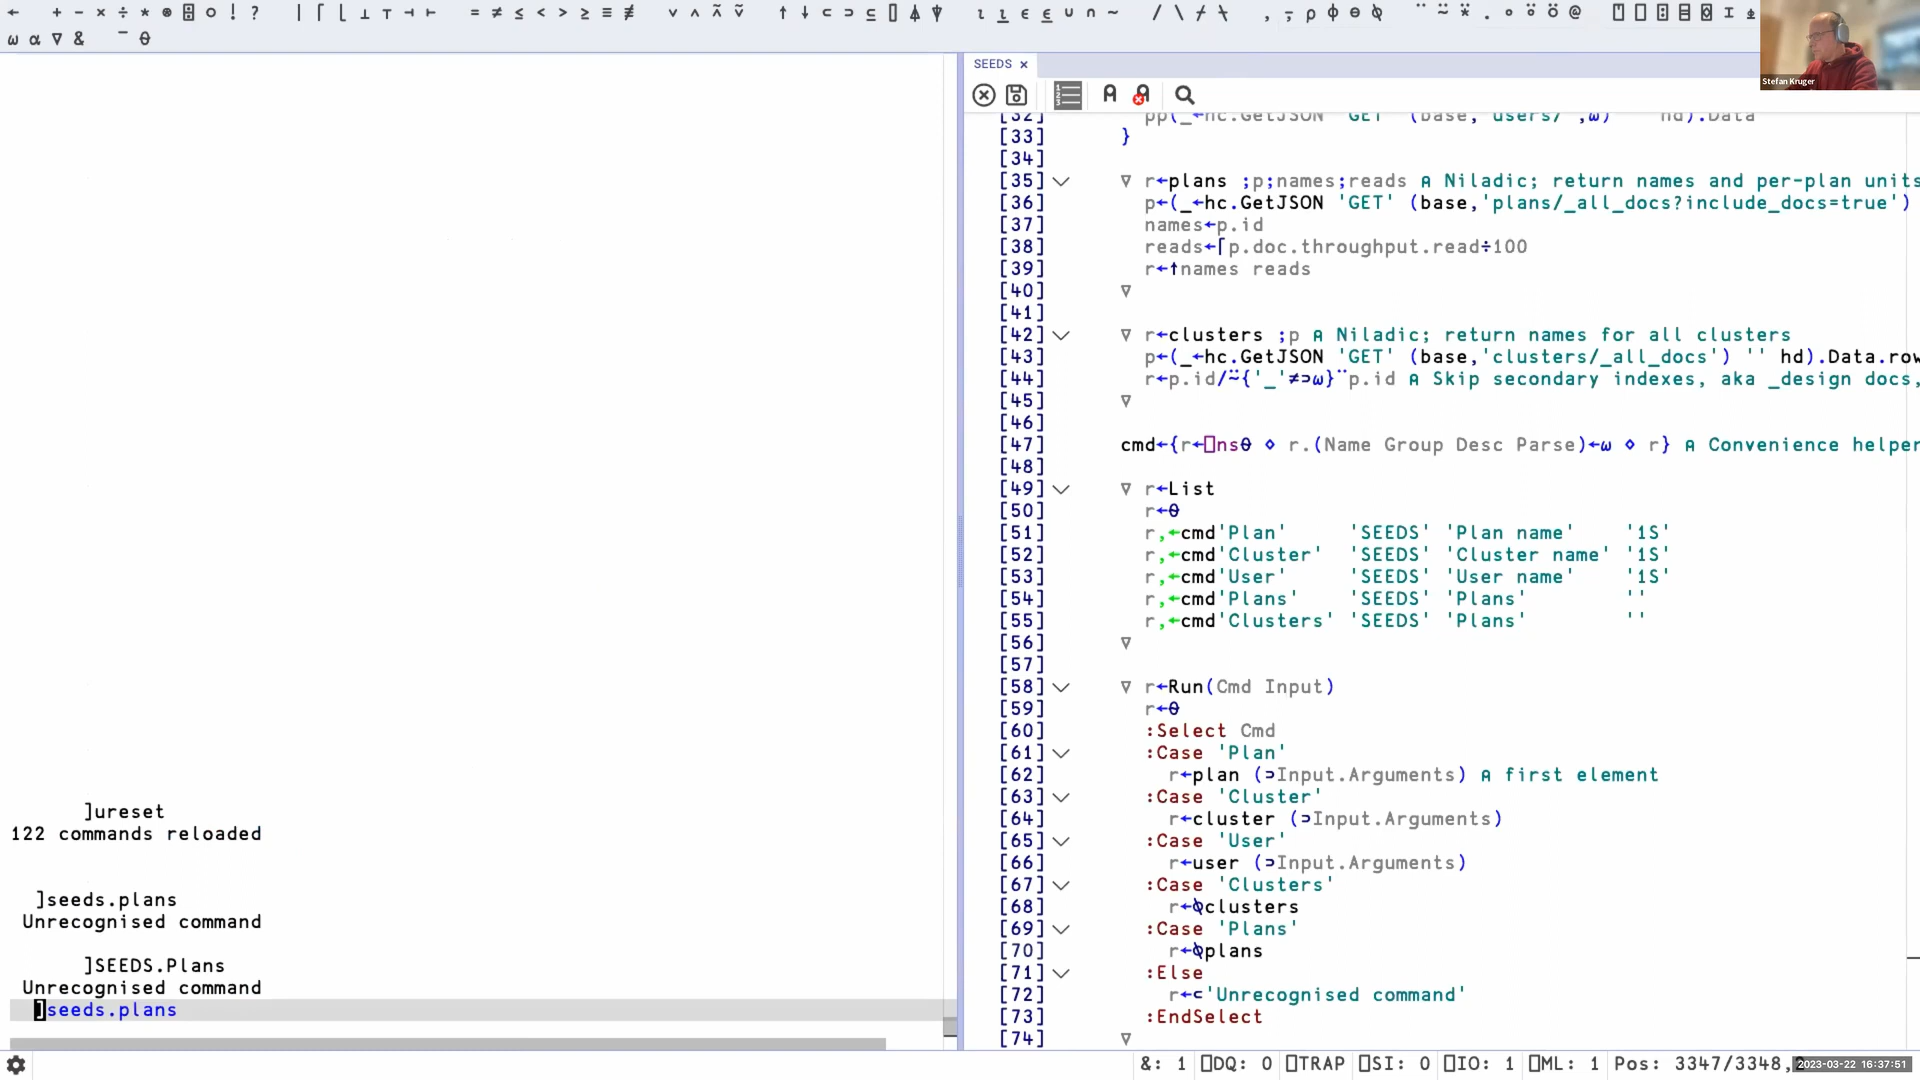 ← + - × ÷ * ⍟ ⌹ ○ ! ? | ⌈ ⌊ ⊥ ⊤ ⊣ ⊢ = ≠ ≤ < > ≥ ≡ ≢ ∨ ∧ ⍲ ⍱ ↑ ↓ ⊂ ⊃ ⊆ ⌷ ⍋ ⍒ ⍳ ⍸ ∊ ⍷ ∪ ∩ ~ / \ ⌿ ⍀ , ⍪ ⍴ ⌽ ⊖ ⍉ ¨ ⍨ ⍣ . ∘ ⍤ ⍥ @ ⍞ ⎕ ⍠ ⌸ ⌺ ⌶ ⍎
⍵ ⍺ ∇ & ¯ ⍬
Stefan Kruger
]ureset
122 commands reloaded
]seeds.plans
Unrecognised command
]SEEDS.Plans
Unrecognised command
]seeds.plans
SEEDS ×
[32] pp(_←hc.GetJSON 'GET' (base,'users/',⍵) '' hd).Data
[33] }
[34]
[35] ∇ r←plans ;p;names;reads ⍝ Niladic; return names and per-plan units
[36] p←(_←hc.GetJSON 'GET' (base,'plans/_all_docs?include_docs=true')
[37] names←p.id
[38] reads←⌈p.doc.throughput.read÷100
[39] r←↑names reads
[40] ∇
[41]
[42] ∇ r←clusters ;p ⍝ Niladic; return names for all clusters
[43] p←(_←hc.GetJSON 'GET' (base,'clusters/_all_docs') '' hd).Data.row
[44] r←p.id/⍨{'_'≠⊃⍵}¨p.id ⍝ Skip secondary indexes, aka _design docs,
[45] ∇
[46]
[47] cmd←{r←⎕ns⍬ ⋄ r.(Name Group Desc Parse)←⍵ ⋄ r} ⍝ Convenience helper
[48]
[49] ∇ r←List
[50] r←⍬
[51] r,←cmd'Plan' 'SEEDS' 'Plan name' '1S'
[52] r,←cmd'Cluster' 'SEEDS' 'Cluster name' '1S'
[53] r,←cmd'User' 'SEEDS' 'User name' '1S'
[54] r,←cmd'Plans' 'SEEDS' 'Plans' ''
[55] r,←cmd'Clusters' 'SEEDS' 'Plans' ''
[56] ∇
[57]
[58] ∇ r←Run(Cmd Input)
[59] r←⍬
[60] :Select Cmd
[61] :Case 'Plan'
[62] r←plan (⊃Input.Arguments) ⍝ first element
[63] :Case 'Cluster'
[64] r←cluster (⊃Input.Arguments)
[65] :Case 'User'
[66] r←user (⊃Input.Arguments)
[67] :Case 'Clusters'
[68] r←⍉clusters
[69] :Case 'Plans'
[70] r←⍉plans
[71] :Else
[72] r←⊂'Unrecognised command'
[73] :EndSelect
[74] ∇
&: 1 ⎕DQ: 0 ⎕TRAP ⎕SI: 0 ⎕IO: 1 ⎕ML: 1 Pos: 3347/3348,
2023-03-22 16:37:51